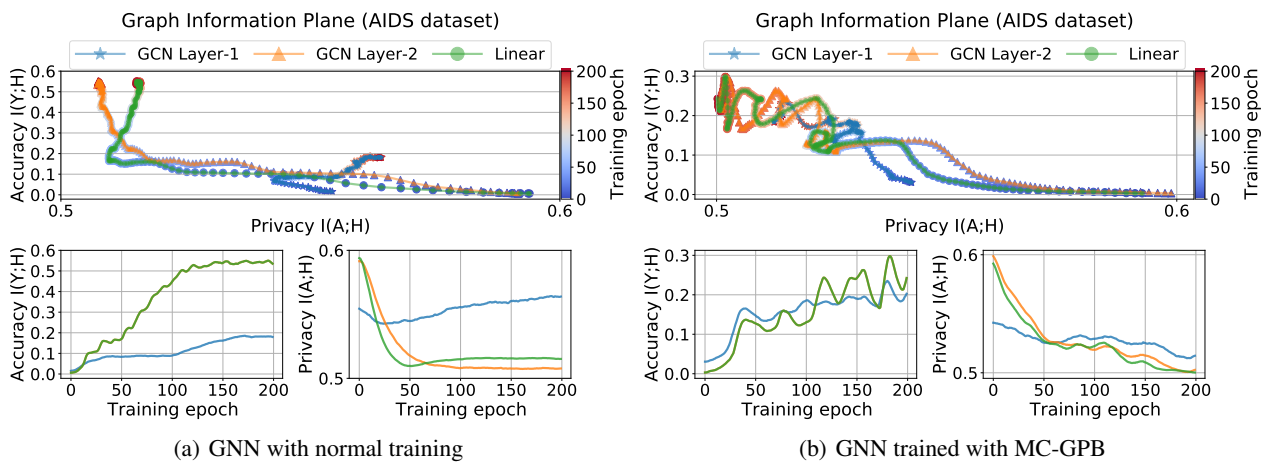 Graph Information Plane (AIDS dataset)
GCN Layer-1 GCN Layer-2 Linear
Accuracy I(Y;H)
0.6
0.5
0.4
0.3
0.2
0.1
0.0
0.5 0.6
Privacy I(A;H)
200
150
100
50
0
Training epoch
Accuracy I(Y;H)
0.6
0.5
0.4
0.3
0.2
0.1
0.0
0 50 100 150 200
Training epoch
Privacy I(A;H)
0.6
0.5
0 50 100 150 200
Training epoch
(a) GNN with normal training
Graph Information Plane (AIDS dataset)
GCN Layer-1 GCN Layer-2 Linear
Accuracy I(Y;H)
0.3
0.2
0.1
0.0
0.5 0.6
Privacy I(A;H)
200
150
100
50
0
Training epoch
Accuracy I(Y;H)
0.3
0.2
0.1
0.0
0 50 100 150 200
Training epoch
Privacy I(A;H)
0.6
0.5
0 50 100 150 200
Training epoch
(b) GNN trained with MC-GPB